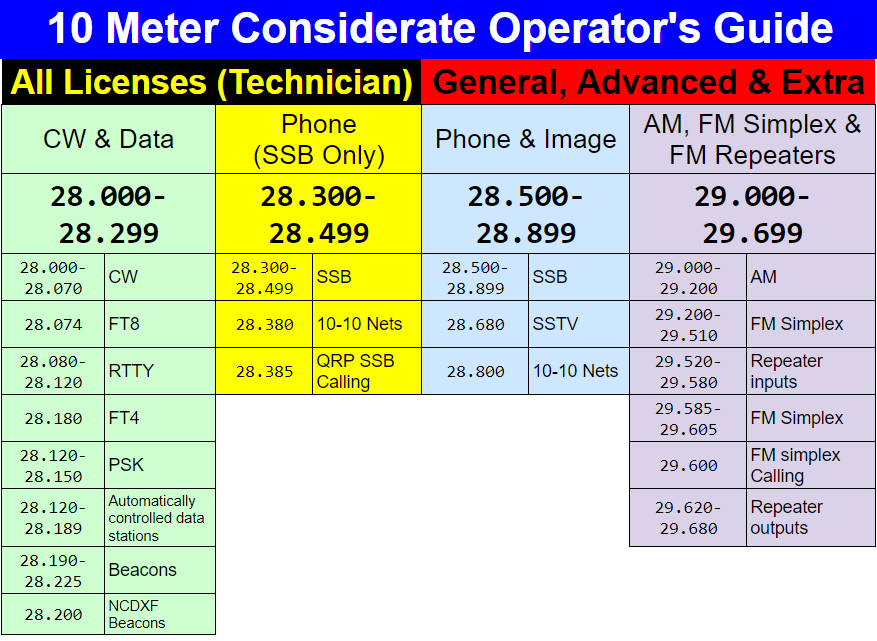 10 Meter Considerate Operator's Guide
All Licenses (Technician)
General, Advanced & Extra
CW & Data
Phone
(SSB Only)
Phone & Image
AM, FM Simplex &
FM Repeaters
28.000-
28.299
28.300-
28.499
28.500-
28.899
29.000-
29.699
28.000-
28.070
CW
28.300-
28.499
SSB
28.500-
28.899
SSB
29.000-
29.200
AM
28.074
FT8
28.380
10-10 Nets
28.680
SSTV
29.200-
29.510
FM Simplex
28.080-
28.120
RTTY
28.385
QRP SSB
Calling
28.800
10-10 Nets
29.520-
29.580
Repeater
inputs
28.180
FT4
29.585-
29.605
FM Simplex
28.120-
28.150
PSK
29.600
FM simplex
Calling
28.120-
28.189
Automatically
controlled data
stations
29.620-
29.680
Repeater
outputs
28.190-
28.225
Beacons
28.200
NCDXF
Beacons